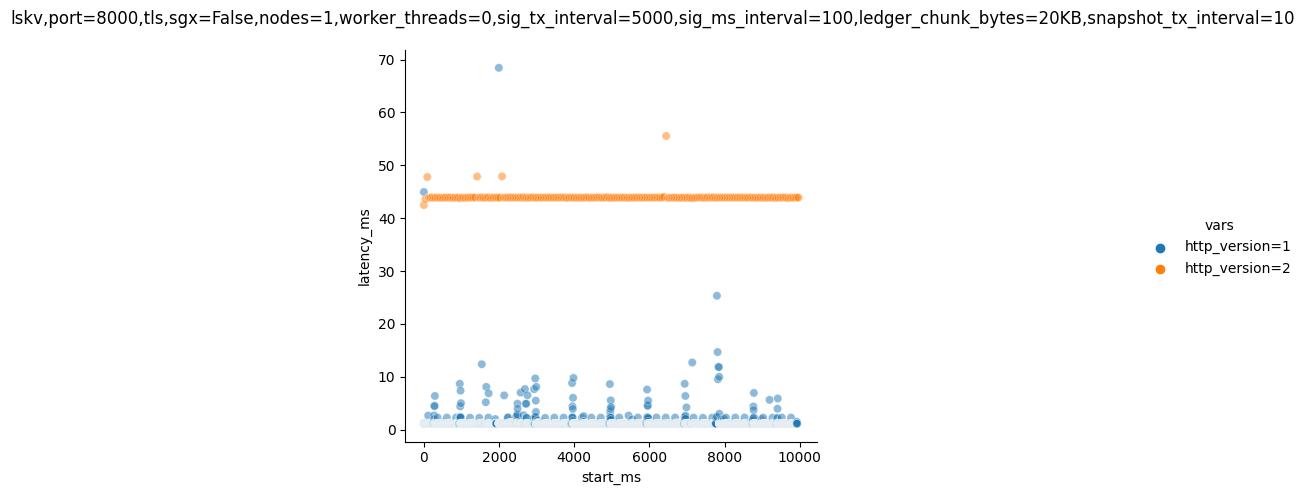 lskv,port=8000,tls,sgx=False,nodes=1,worker_threads=0,sig_tx_interval=5000,sig_ms_interval=100,ledger_chunk_bytes=20KB,snapshot_tx_interval=10
70
60
50
40
30
20
10
0
latency_ms
0 2000 4000 6000 8000 10000
start_ms
vars
http_version=1
http_version=2